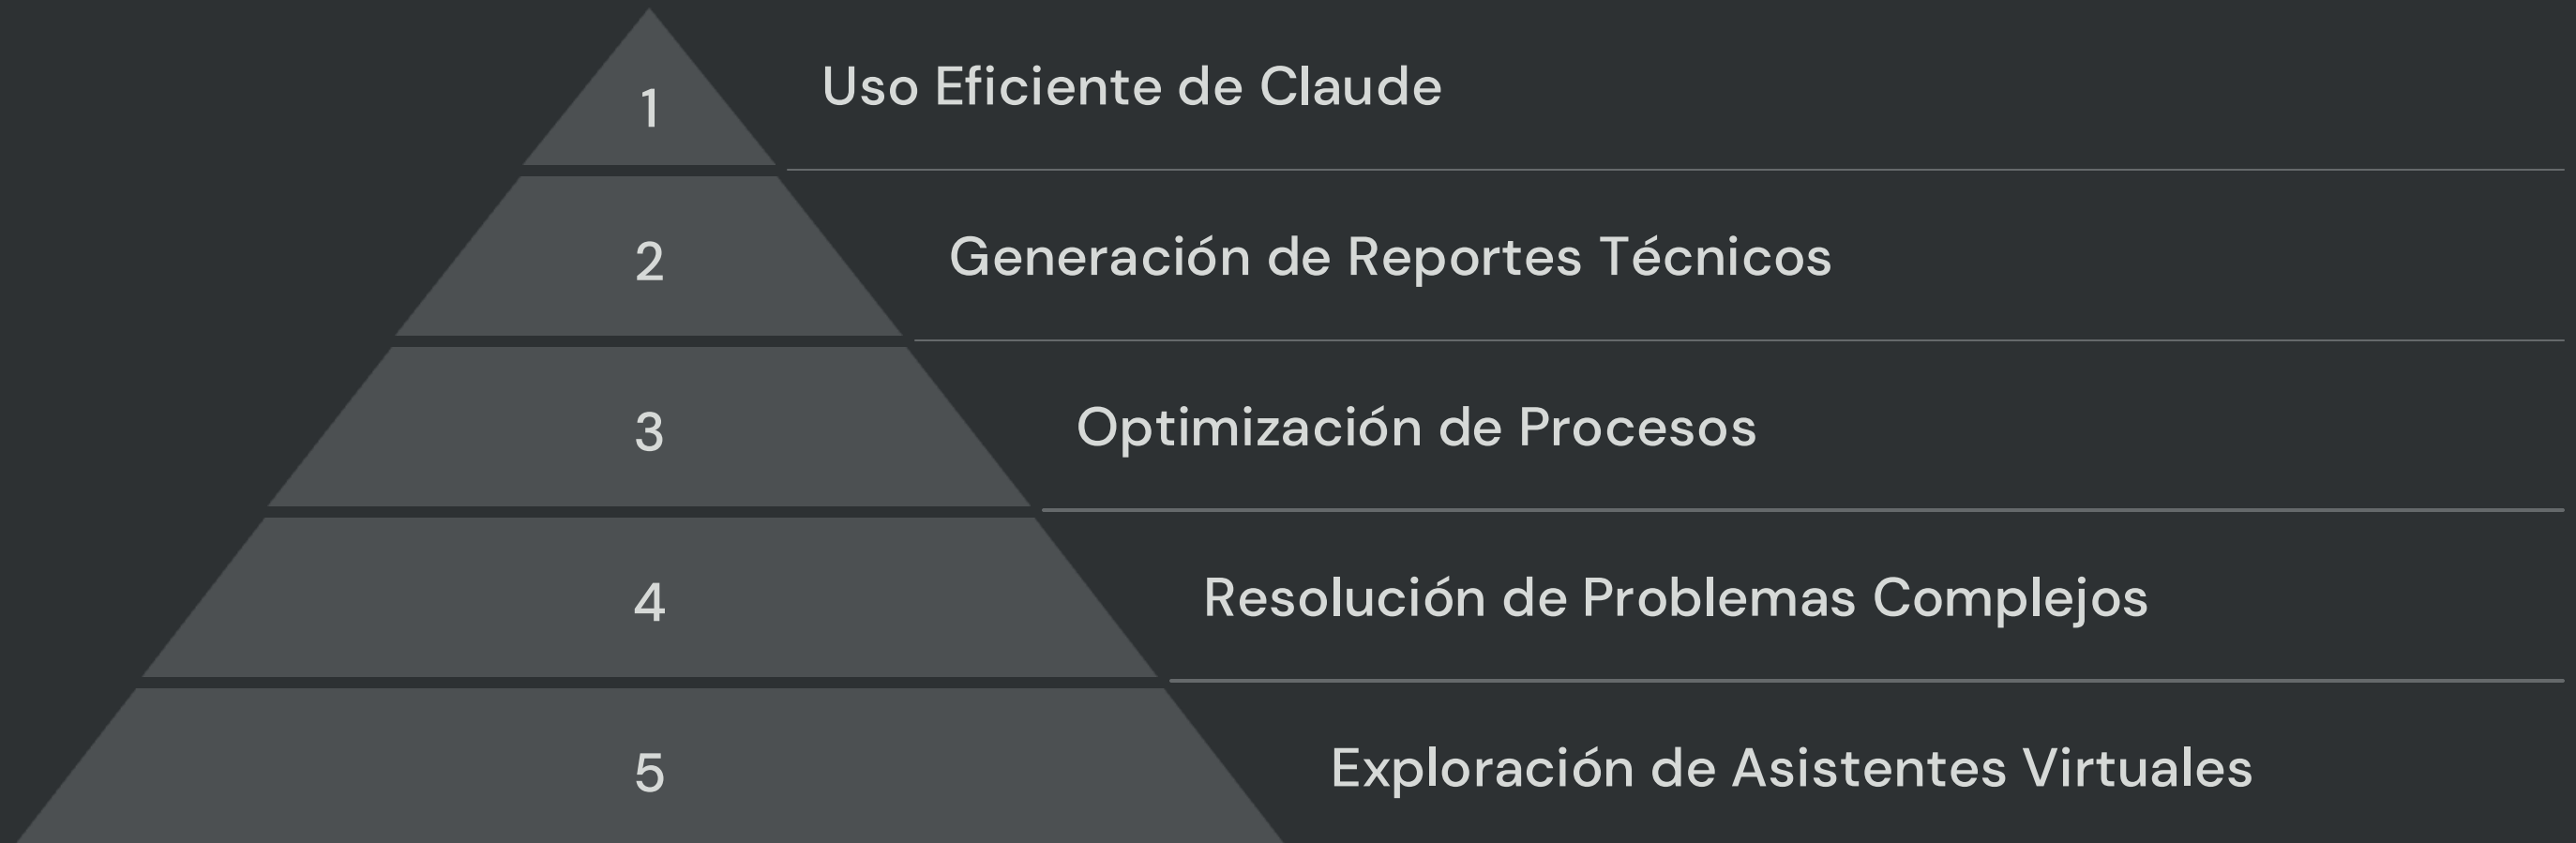 1
Uso Eficiente de Claude
2
Generación de Reportes Técnicos
3
Optimización de Procesos
4
Resolución de Problemas Complejos
5
Exploración de Asistentes Virtuales